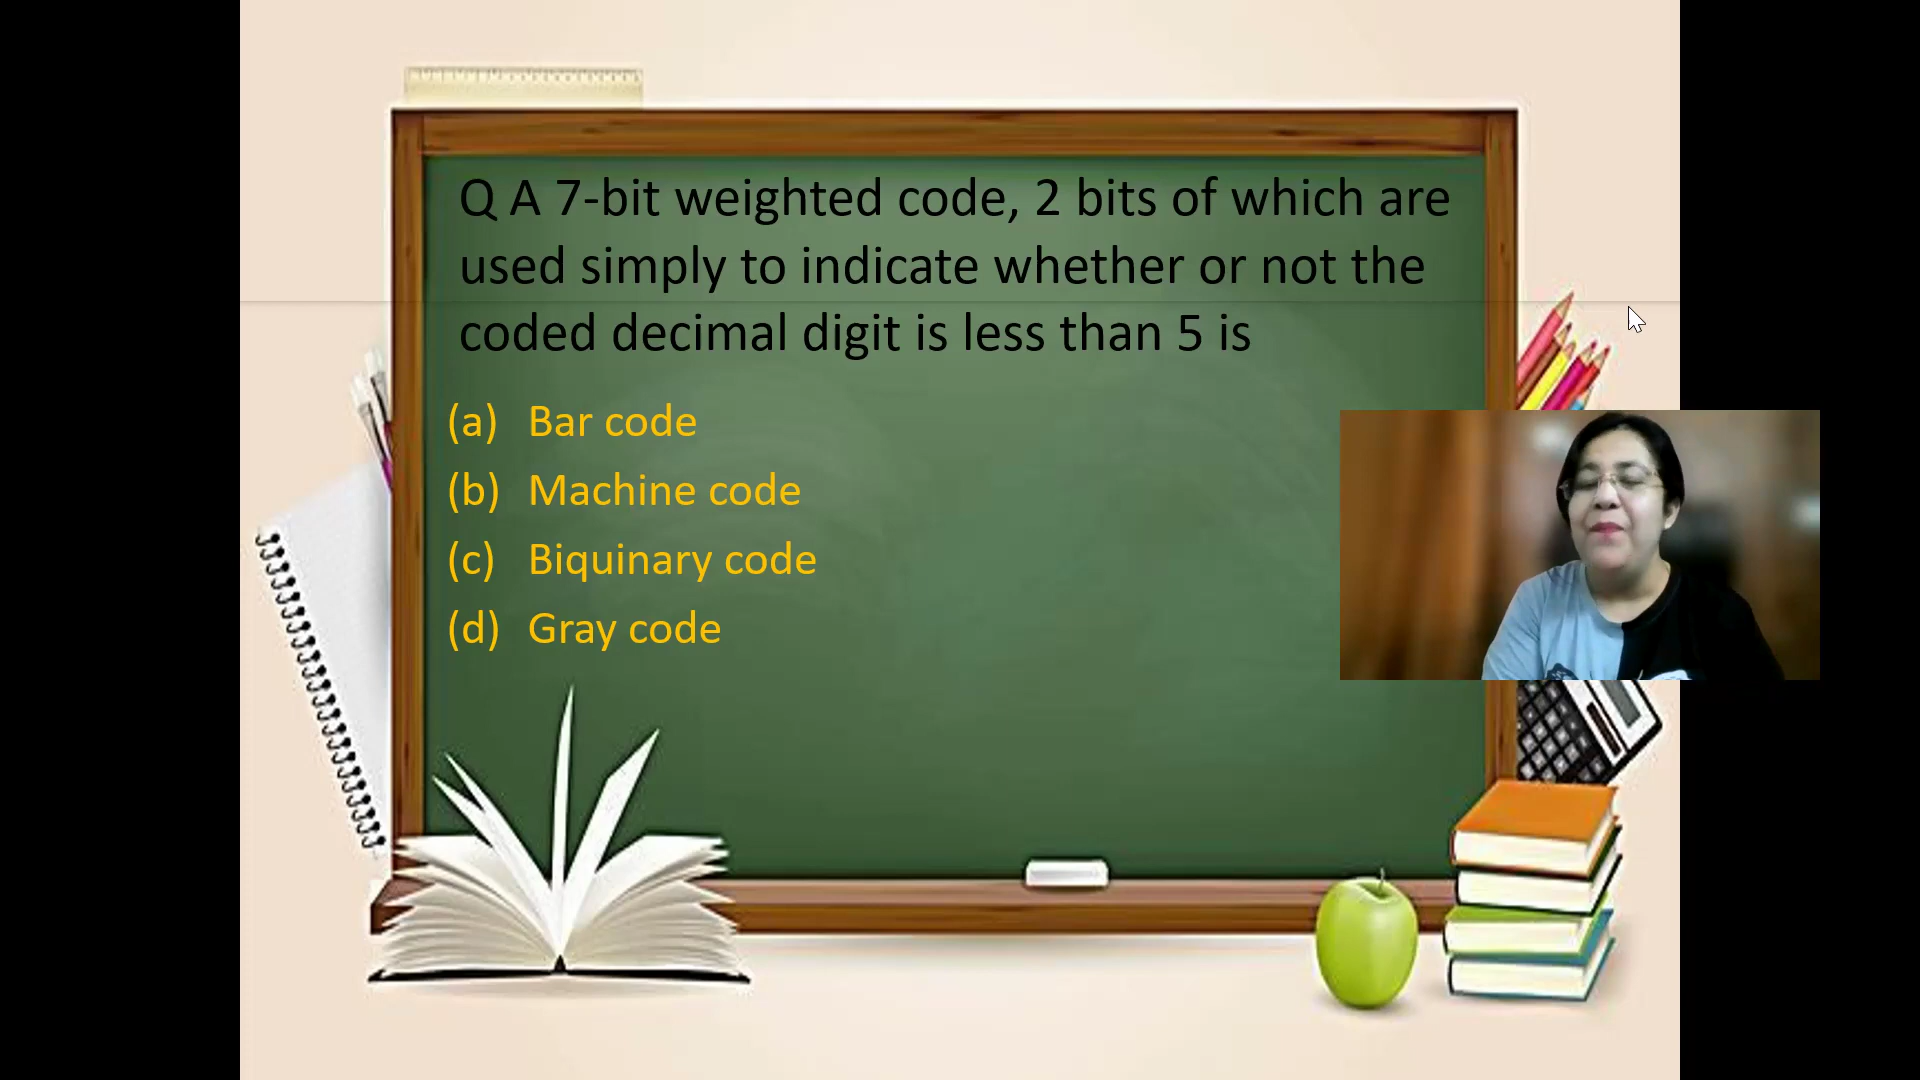 Q A 7-bit weighted code, 2 bits of which are
used simply to indicate whether or not the
coded decimal digit is less than 5 is
(a) Bar code
(b) Machine code
(c) Biquinary code
(d) Gray code